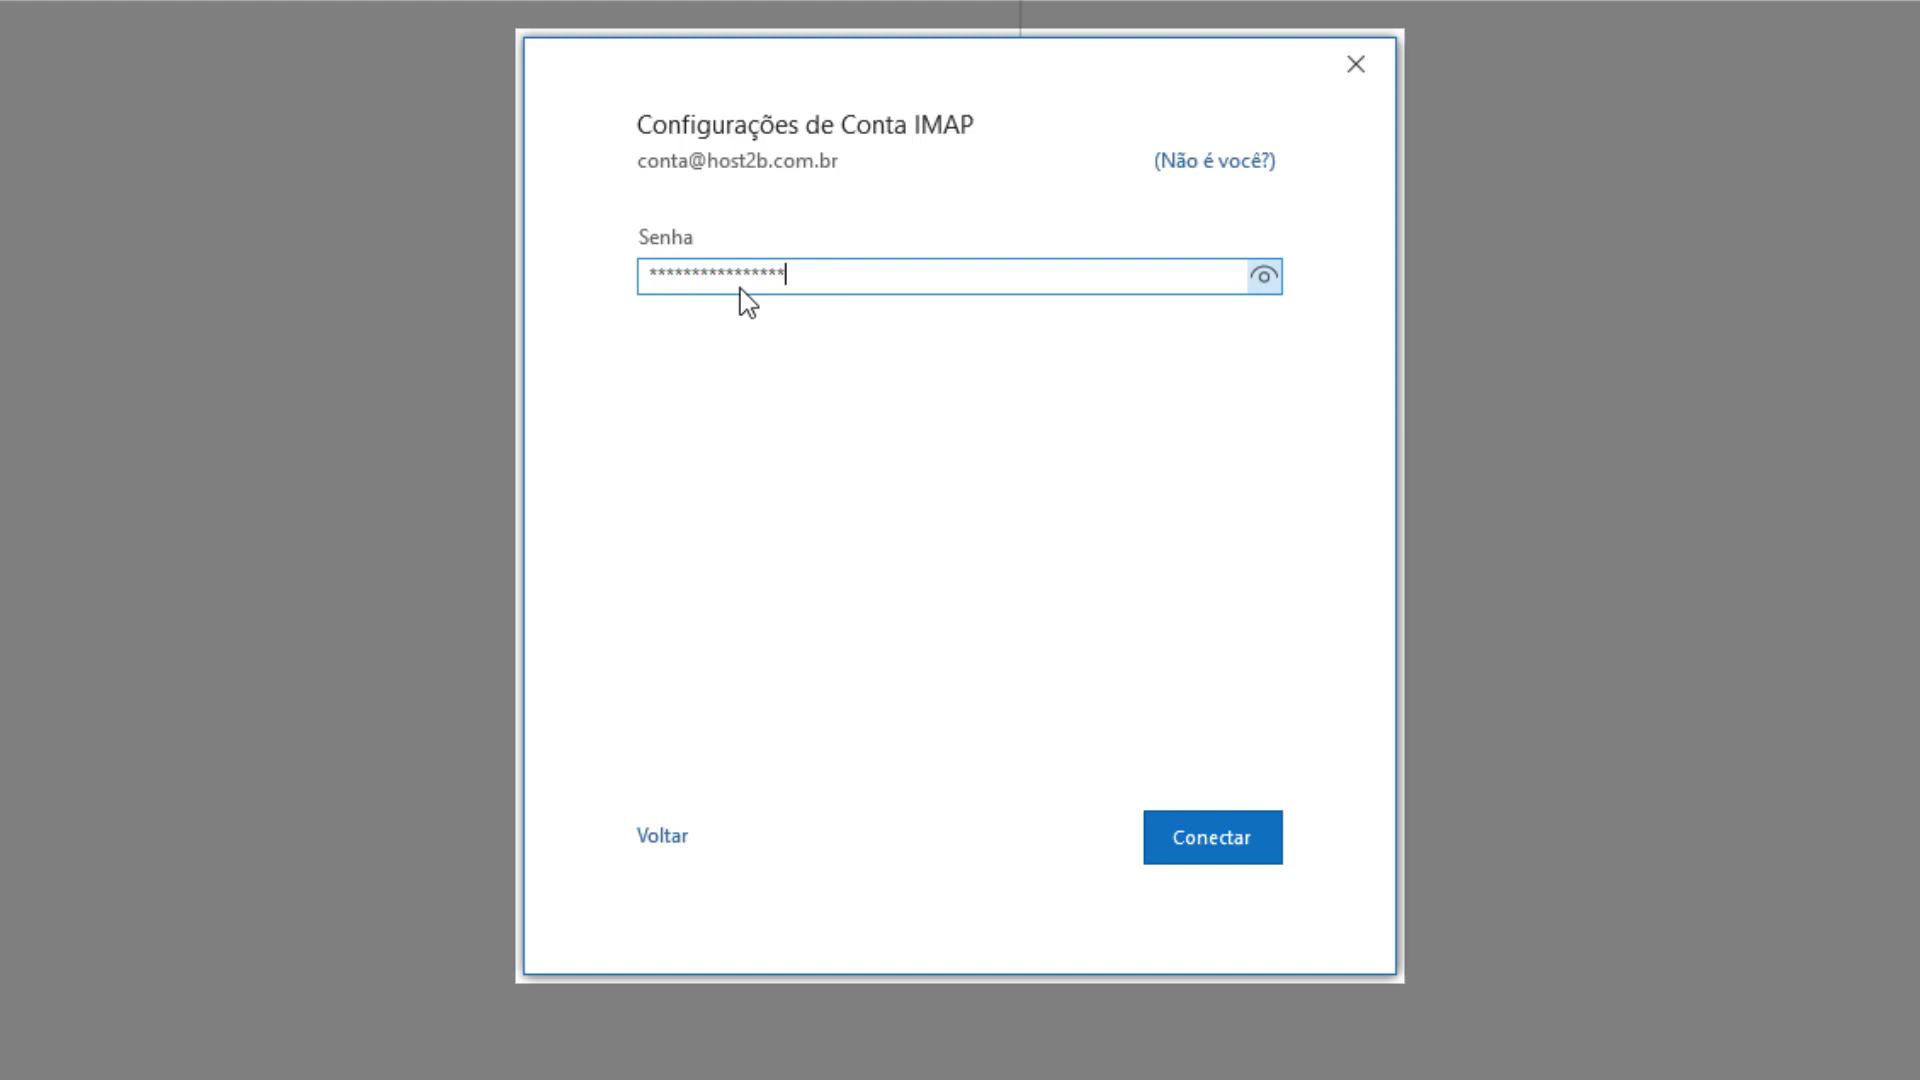 Configurações de Conta IMAP
conta@host2b.com.br
(Não é você?)
Senha
****************
Voltar
Conectar